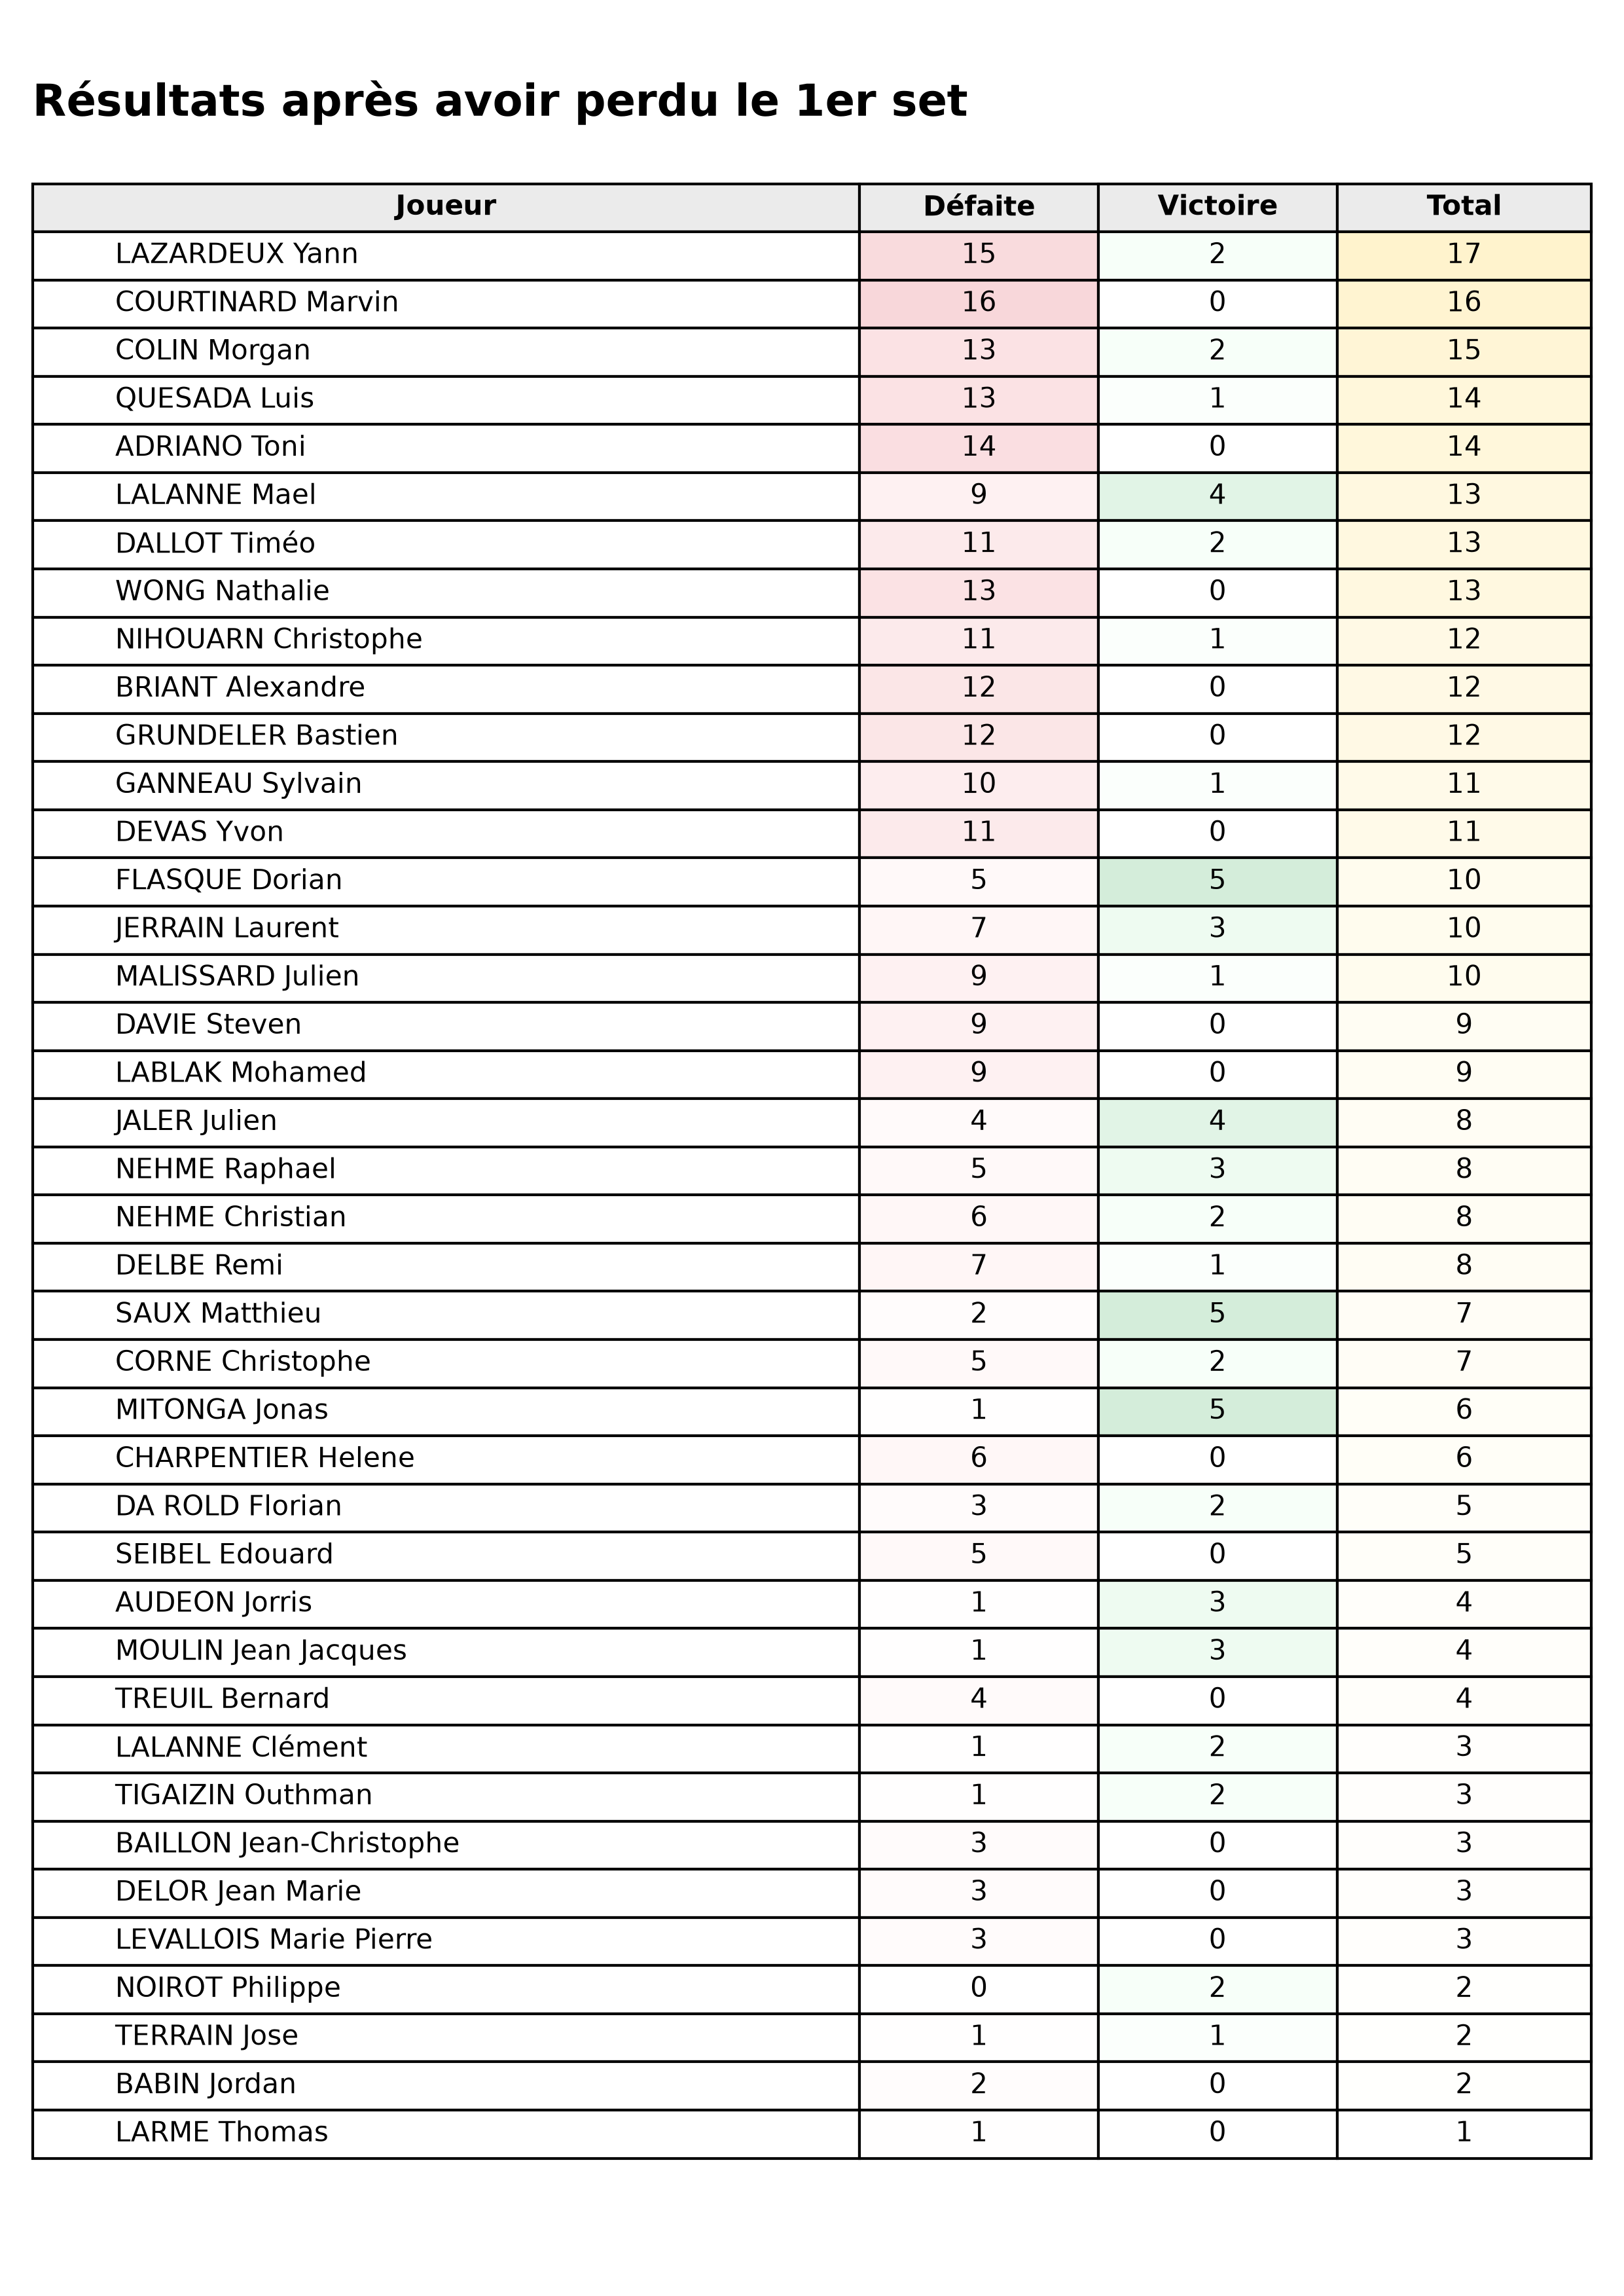 Résultats après avoir perdu le 1er set
Joueur Défaite Victoire Total
LAZARDEUX Yann 15 2 17
COURTINARD Marvin 16 0 16
COLIN Morgan 13 2 15
QUESADA Luis 13 1 14
ADRIANO Toni 14 0 14
LALANNE Mael 9 4 13
DALLOT Timéo 11 2 13
WONG Nathalie 13 0 13
NIHOUARN Christophe 11 1 12
BRIANT Alexandre 12 0 12
GRUNDELER Bastien 12 0 12
GANNEAU Sylvain 10 1 11
DEVAS Yvon 11 0 11
FLASQUE Dorian 5 5 10
JERRAIN Laurent 7 3 10
MALISSARD Julien 9 1 10
DAVIE Steven 9 0 9
LABLAK Mohamed 9 0 9
JALER Julien 4 4 8
NEHME Raphael 5 3 8
NEHME Christian 6 2 8
DELBE Remi 7 1 8
SAUX Matthieu 2 5 7
CORNE Christophe 5 2 7
MITONGA Jonas 1 5 6
CHARPENTIER Helene 6 0 6
DA ROLD Florian 3 2 5
SEIBEL Edouard 5 0 5
AUDEON Jorris 1 3 4
MOULIN Jean Jacques 1 3 4
TREUIL Bernard 4 0 4
LALANNE Clément 1 2 3
TIGAIZIN Outhman 1 2 3
BAILLON Jean-Christophe 3 0 3
DELOR Jean Marie 3 0 3
LEVALLOIS Marie Pierre 3 0 3
NOIROT Philippe 0 2 2
TERRAIN Jose 1 1 2
BABIN Jordan 2 0 2
LARME Thomas 1 0 1